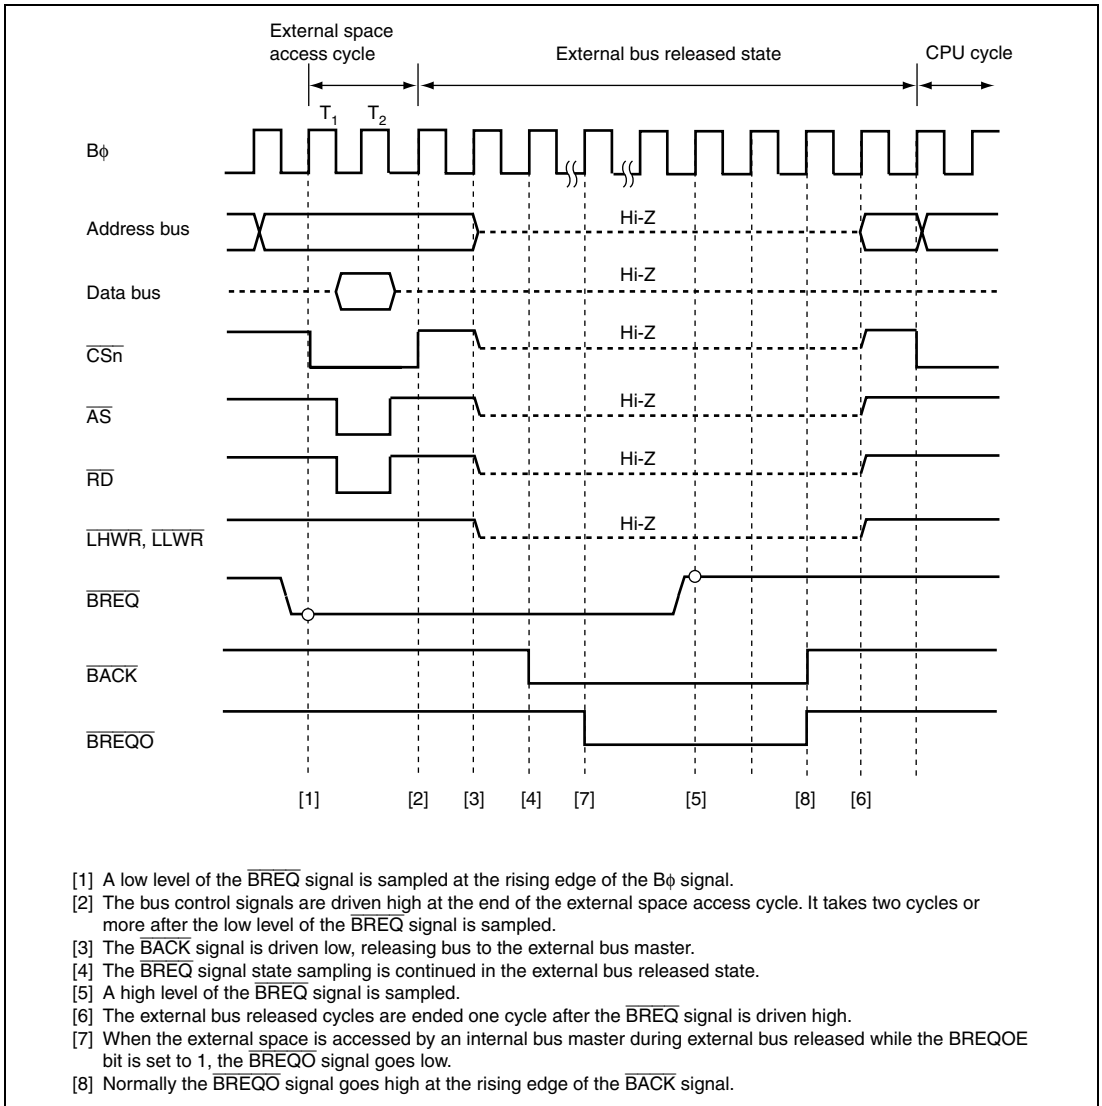 External space
access cycle
External bus released state
CPU cycle
T1
T2
Bϕ
Address bus
Hi-Z
Data bus
Hi-Z
CSn
Hi-Z
AS
Hi-Z
RD
Hi-Z
LHWR, LLWR
Hi-Z
BREQ
BACK
BREQO
[1] [2] [3] [4] [7] [5] [8] [6]
[1] A low level of the BREQ signal is sampled at the rising edge of the Bϕ signal.
[2] The bus control signals are driven high at the end of the external space access cycle. It takes two cycles or
more after the low level of the BREQ signal is sampled.
[3] The BACK signal is driven low, releasing bus to the external bus master.
[4] The BREQ signal state sampling is continued in the external bus released state.
[5] A high level of the BREQ signal is sampled.
[6] The external bus released cycles are ended one cycle after the BREQ signal is driven high.
[7] When the external space is accessed by an internal bus master during external bus released while the BREQOE
bit is set to 1, the BREQO signal goes low.
[8] Normally the BREQO signal goes high at the rising edge of the BACK signal.